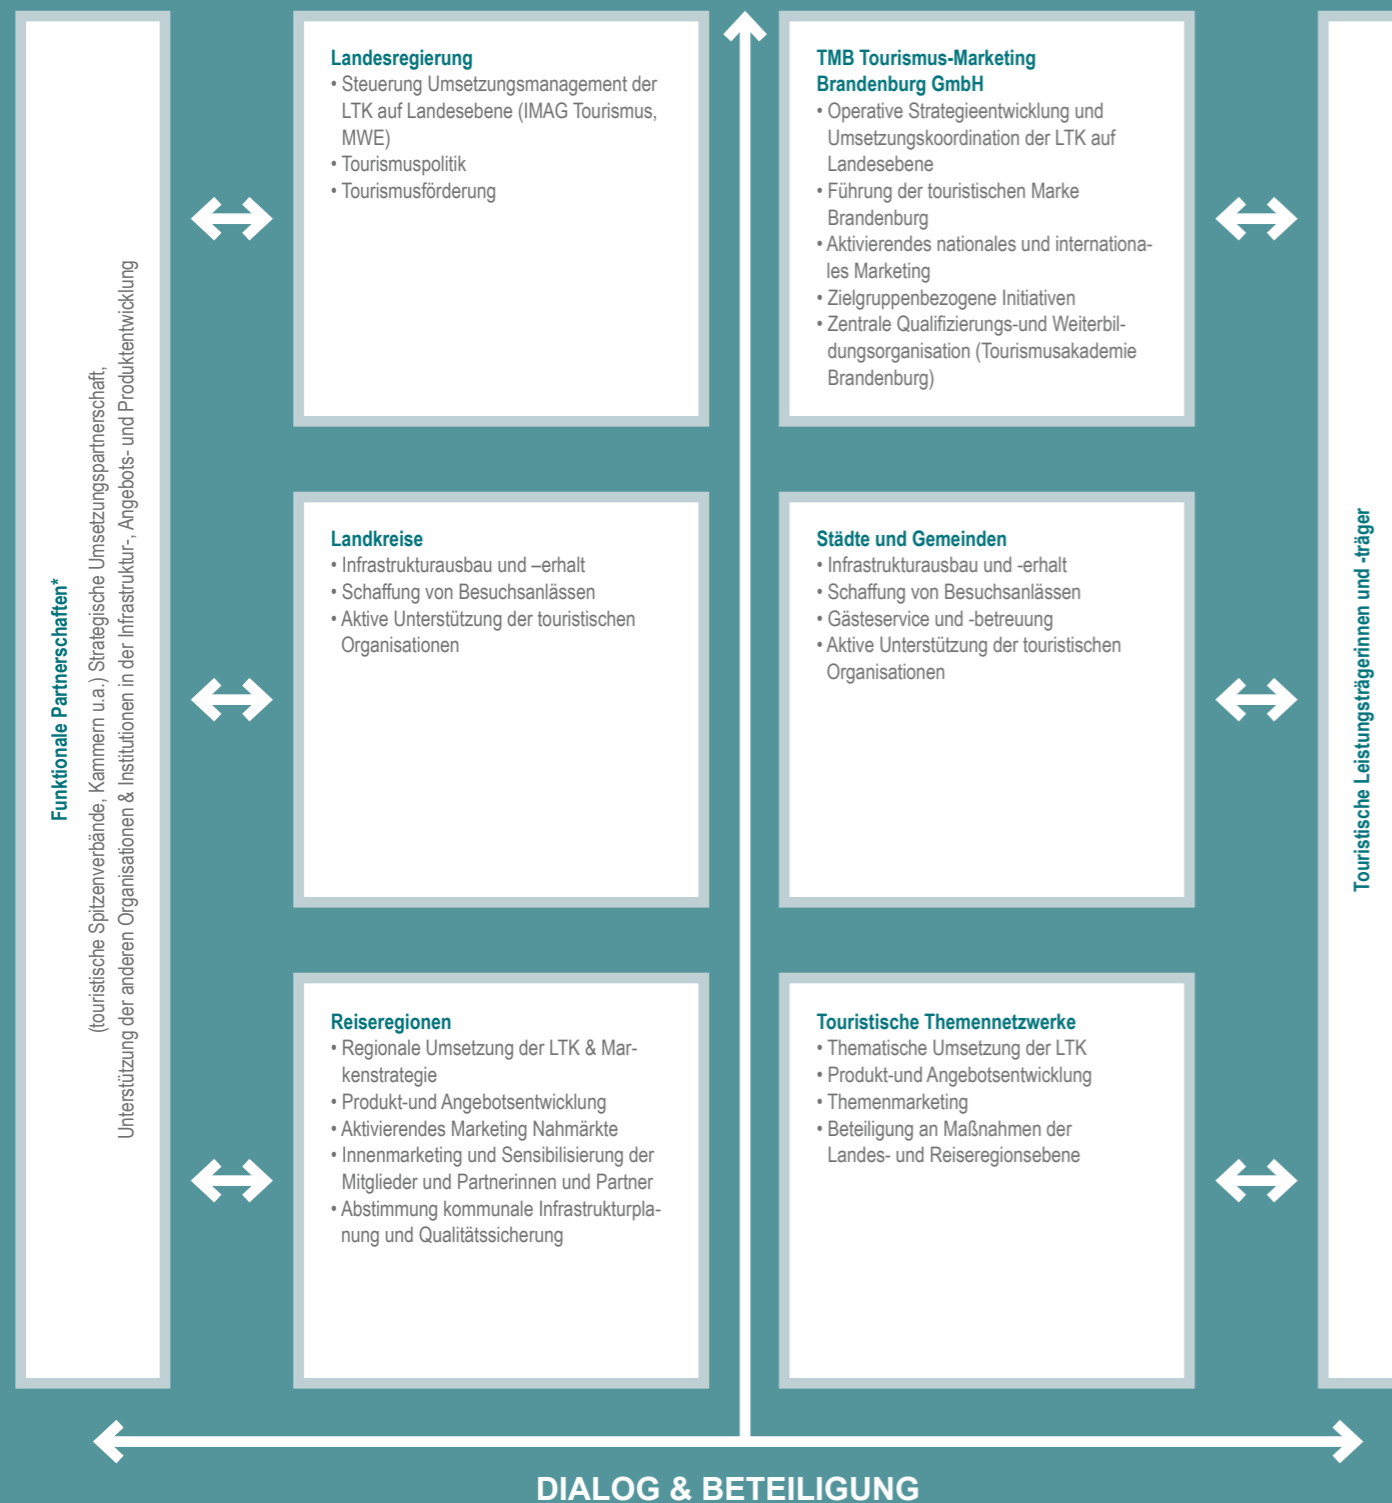 Funktionale Partnerschaften*
(touristische Spitzenverbände, Kammern u.a.) Strategische Umsetzungspartnerschaft,
Unterstützung der anderen Organisationen & Institutionen in der Infrastruktur-, Angebots- und Produktentwicklung
Landesregierung
• Steuerung Umsetzungsmanagement der
LTK auf Landesebene (IMAG Tourismus,
MWE)
• Tourismuspolitik
• Tourismusförderung
TMB Tourismus-Marketing
Brandenburg GmbH
• Operative Strategieentwicklung und
Umsetzungskoordination der LTK auf
Landesebene
• Führung der touristischen Marke
Brandenburg
• Aktivierendes nationales und internationa-
les Marketing
• Zielgruppenbezogene Initiativen
• Zentrale Qualifizierungs-und Weiterbil-
dungsorganisation (Tourismusakademie
Brandenburg)
Landkreise
• Infrastrukturausbau und –erhalt
• Schaffung von Besuchsanlässen
• Aktive Unterstützung der touristischen
Organisationen
Städte und Gemeinden
• Infrastrukturausbau und -erhalt
• Schaffung von Besuchsanlässen
• Gästeservice und -betreuung
• Aktive Unterstützung der touristischen
Organisationen
Reiseregionen
• Regionale Umsetzung der LTK & Mar-
kenstrategie
• Produkt-und Angebotsentwicklung
• Aktivierendes Marketing Nahmärkte
• Innenmarketing und Sensibilisierung der
Mitglieder und Partnerinnen und Partner
• Abstimmung kommunale Infrastrukturpla-
nung und Qualitätssicherung
Touristische Themennetzwerke
• Thematische Umsetzung der LTK
• Produkt-und Angebotsentwicklung
• Themenmarketing
• Beteiligung an Maßnahmen der
Landes- und Reiseregionsebene
Touristische Leistungsträgerinnen und -träger
DIALOG & BETEILIGUNG